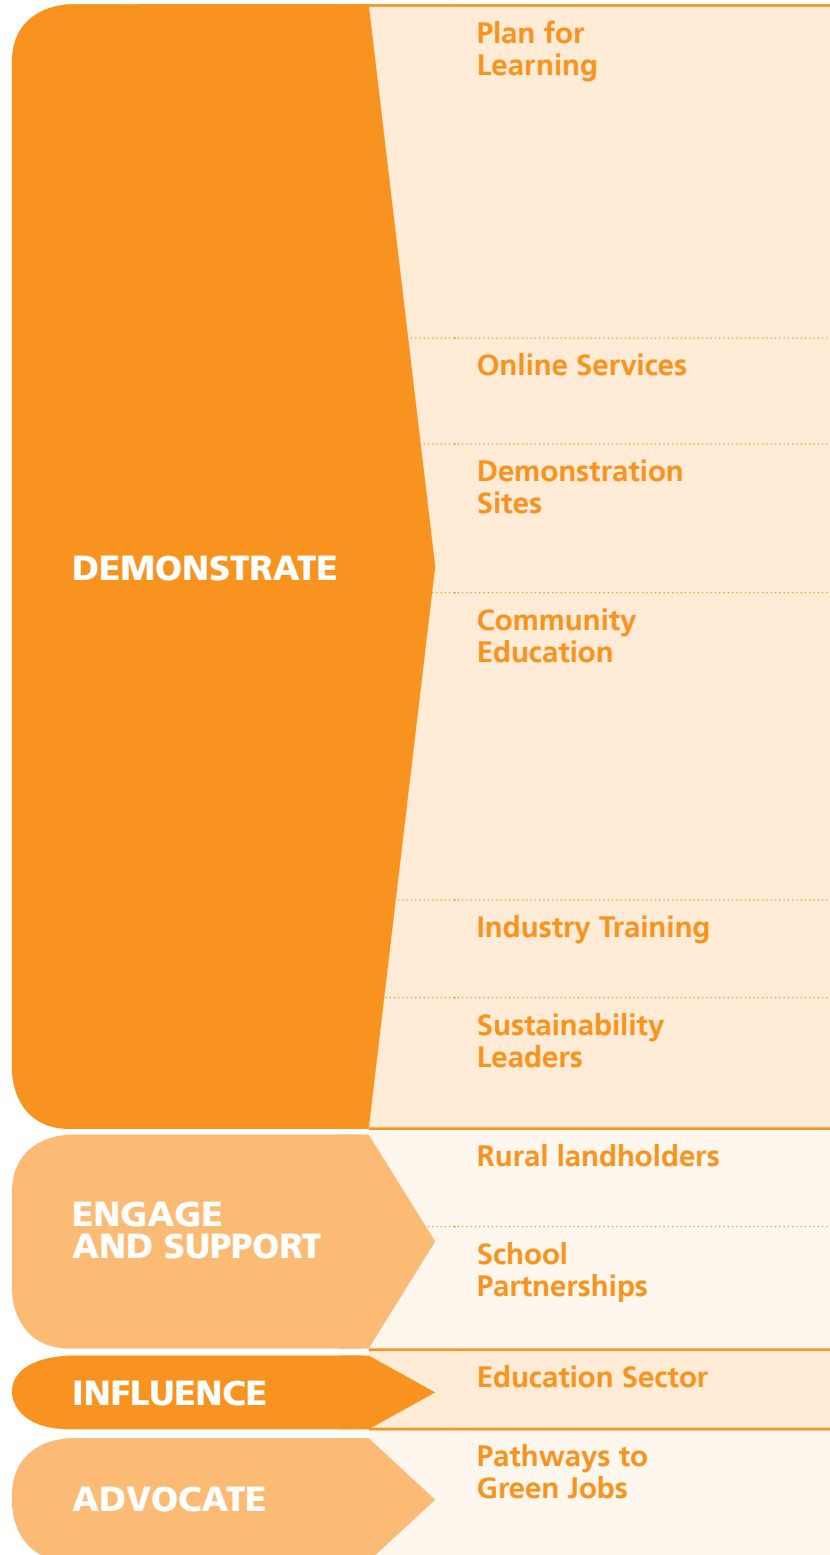 DEMONSTRATE
Plan for
Learning
Online Services
Demonstration
Sites
Community
Education
Industry Training
Sustainability
Leaders
ENGAGE
AND SUPPORT
Rural landholders
School
Partnerships
INFLUENCE
Education Sector
ADVOCATE
Pathways to
Green Jobs